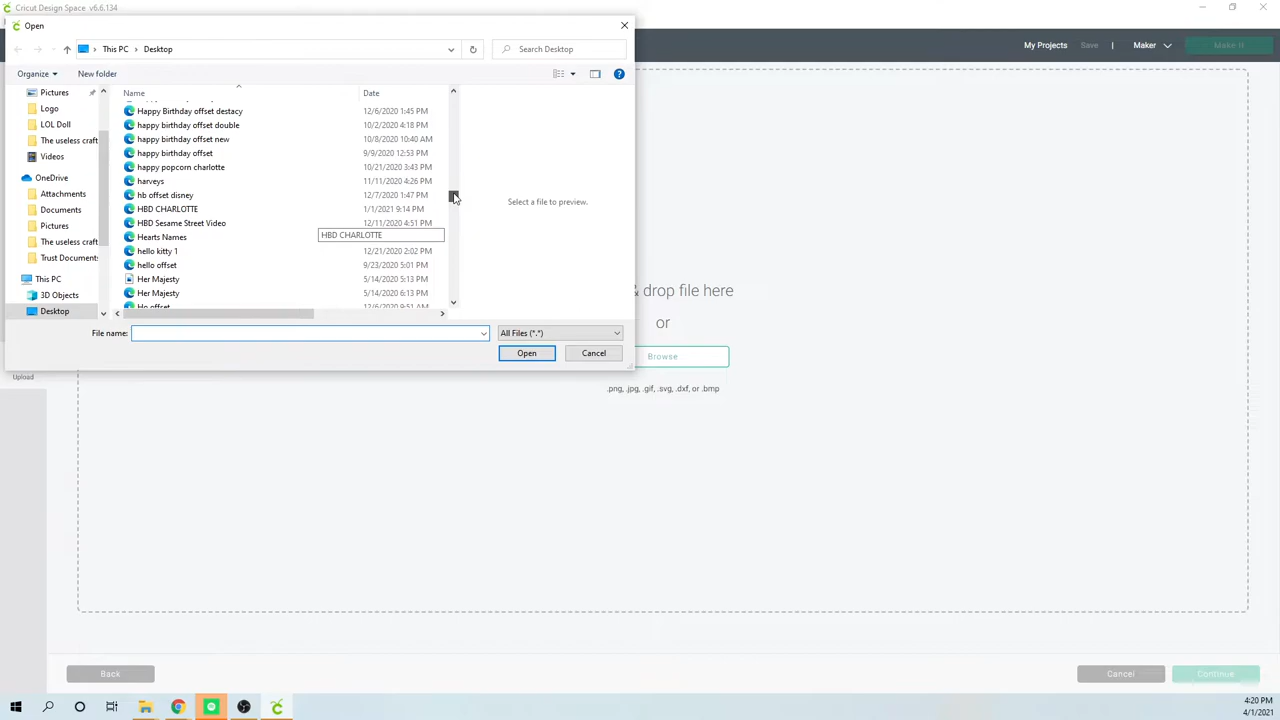 Cricut Design Space v6.6.134
Open
This PC › Desktop
Search Desktop
My Projects Save | Maker Make It
Organize New folder
Name Date
Pictures
Logo
LOL Doll
The useless craft
Videos
OneDrive
Attachments
Documents
Pictures
The useless craft
Trust Documents
This PC
3D Objects
Desktop
Happy Birthday offset destacy 12/6/2020 1:45 PM
happy birthday offset double 10/2/2020 4:18 PM
happy birthday offset new 10/8/2020 10:40 AM
happy birthday offset 9/9/2020 12:53 PM
happy popcorn charlotte 10/21/2020 3:43 PM
harveys 11/11/2020 4:26 PM
hb offset disney 12/7/2020 1:47 PM
HBD CHARLOTTE 1/1/2021 9:14 PM
HBD Sesame Street Video 12/11/2020 4:51 PM
Hearts Names
HBD CHARLOTTE
hello kitty 1 12/21/2020 2:02 PM
hello offset 9/23/2020 5:01 PM
Her Majesty 5/14/2020 5:13 PM
Her Majesty 5/14/2020 6:13 PM
Ho offset 12/6/2020 9:51 AM
Select a file to preview.
File name: All Files (*.*)
Open Cancel
& drop file here
or
Browse
.png, .jpg, .gif, .svg, .dxf, or .bmp
Upload
Back Cancel Continue
4:20 PM
4/1/2021